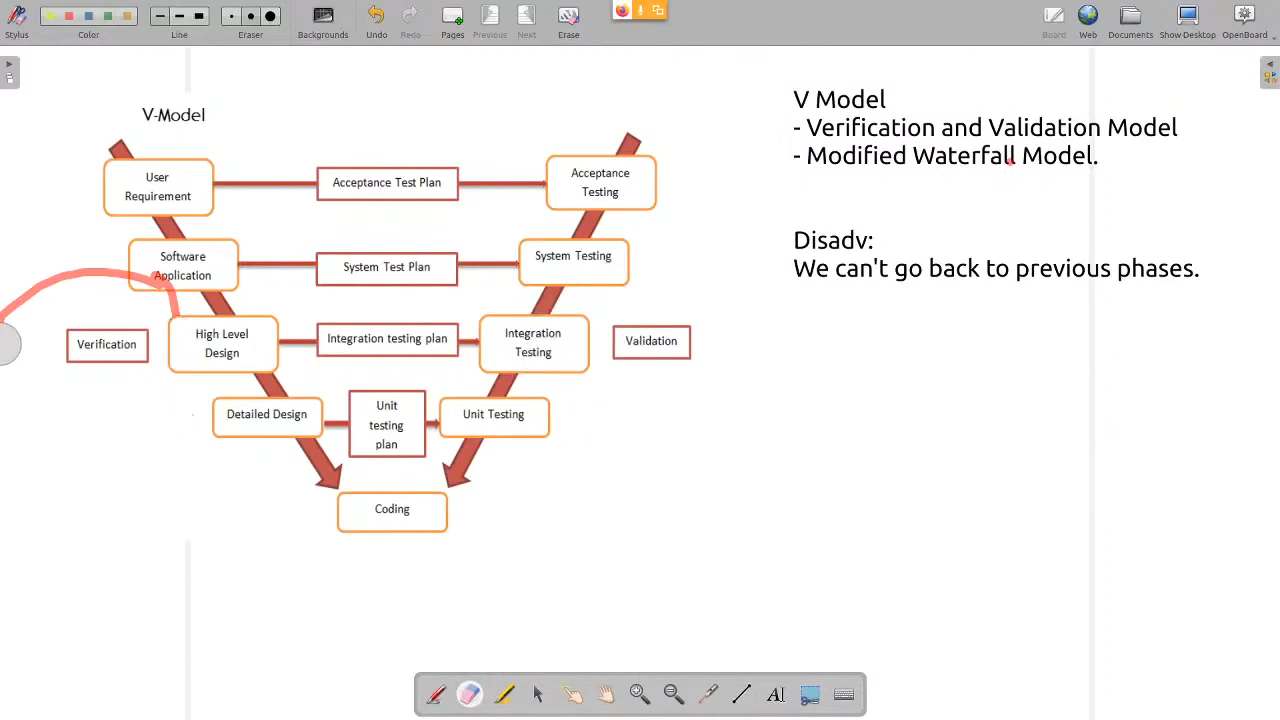 Stylus
Color
Line
Eraser
Backgrounds
Undo
Redo
Pages
Previous
Next
Erase
Board
Web
Documents
Show Desktop
OpenBoard
V-Model
User
Requirement
Acceptance Test Plan
Acceptance
Testing
Software
Application
System Test Plan
System Testing
Verification
High Level
Design
Integration testing plan
Integration
Testing
Validation
Detailed Design
Unit
testing
plan
Unit Testing
Coding
V Model
- Verification and Validation Model
- Modified Waterfall Model.
Disadv:
We can't go back to previous phases.